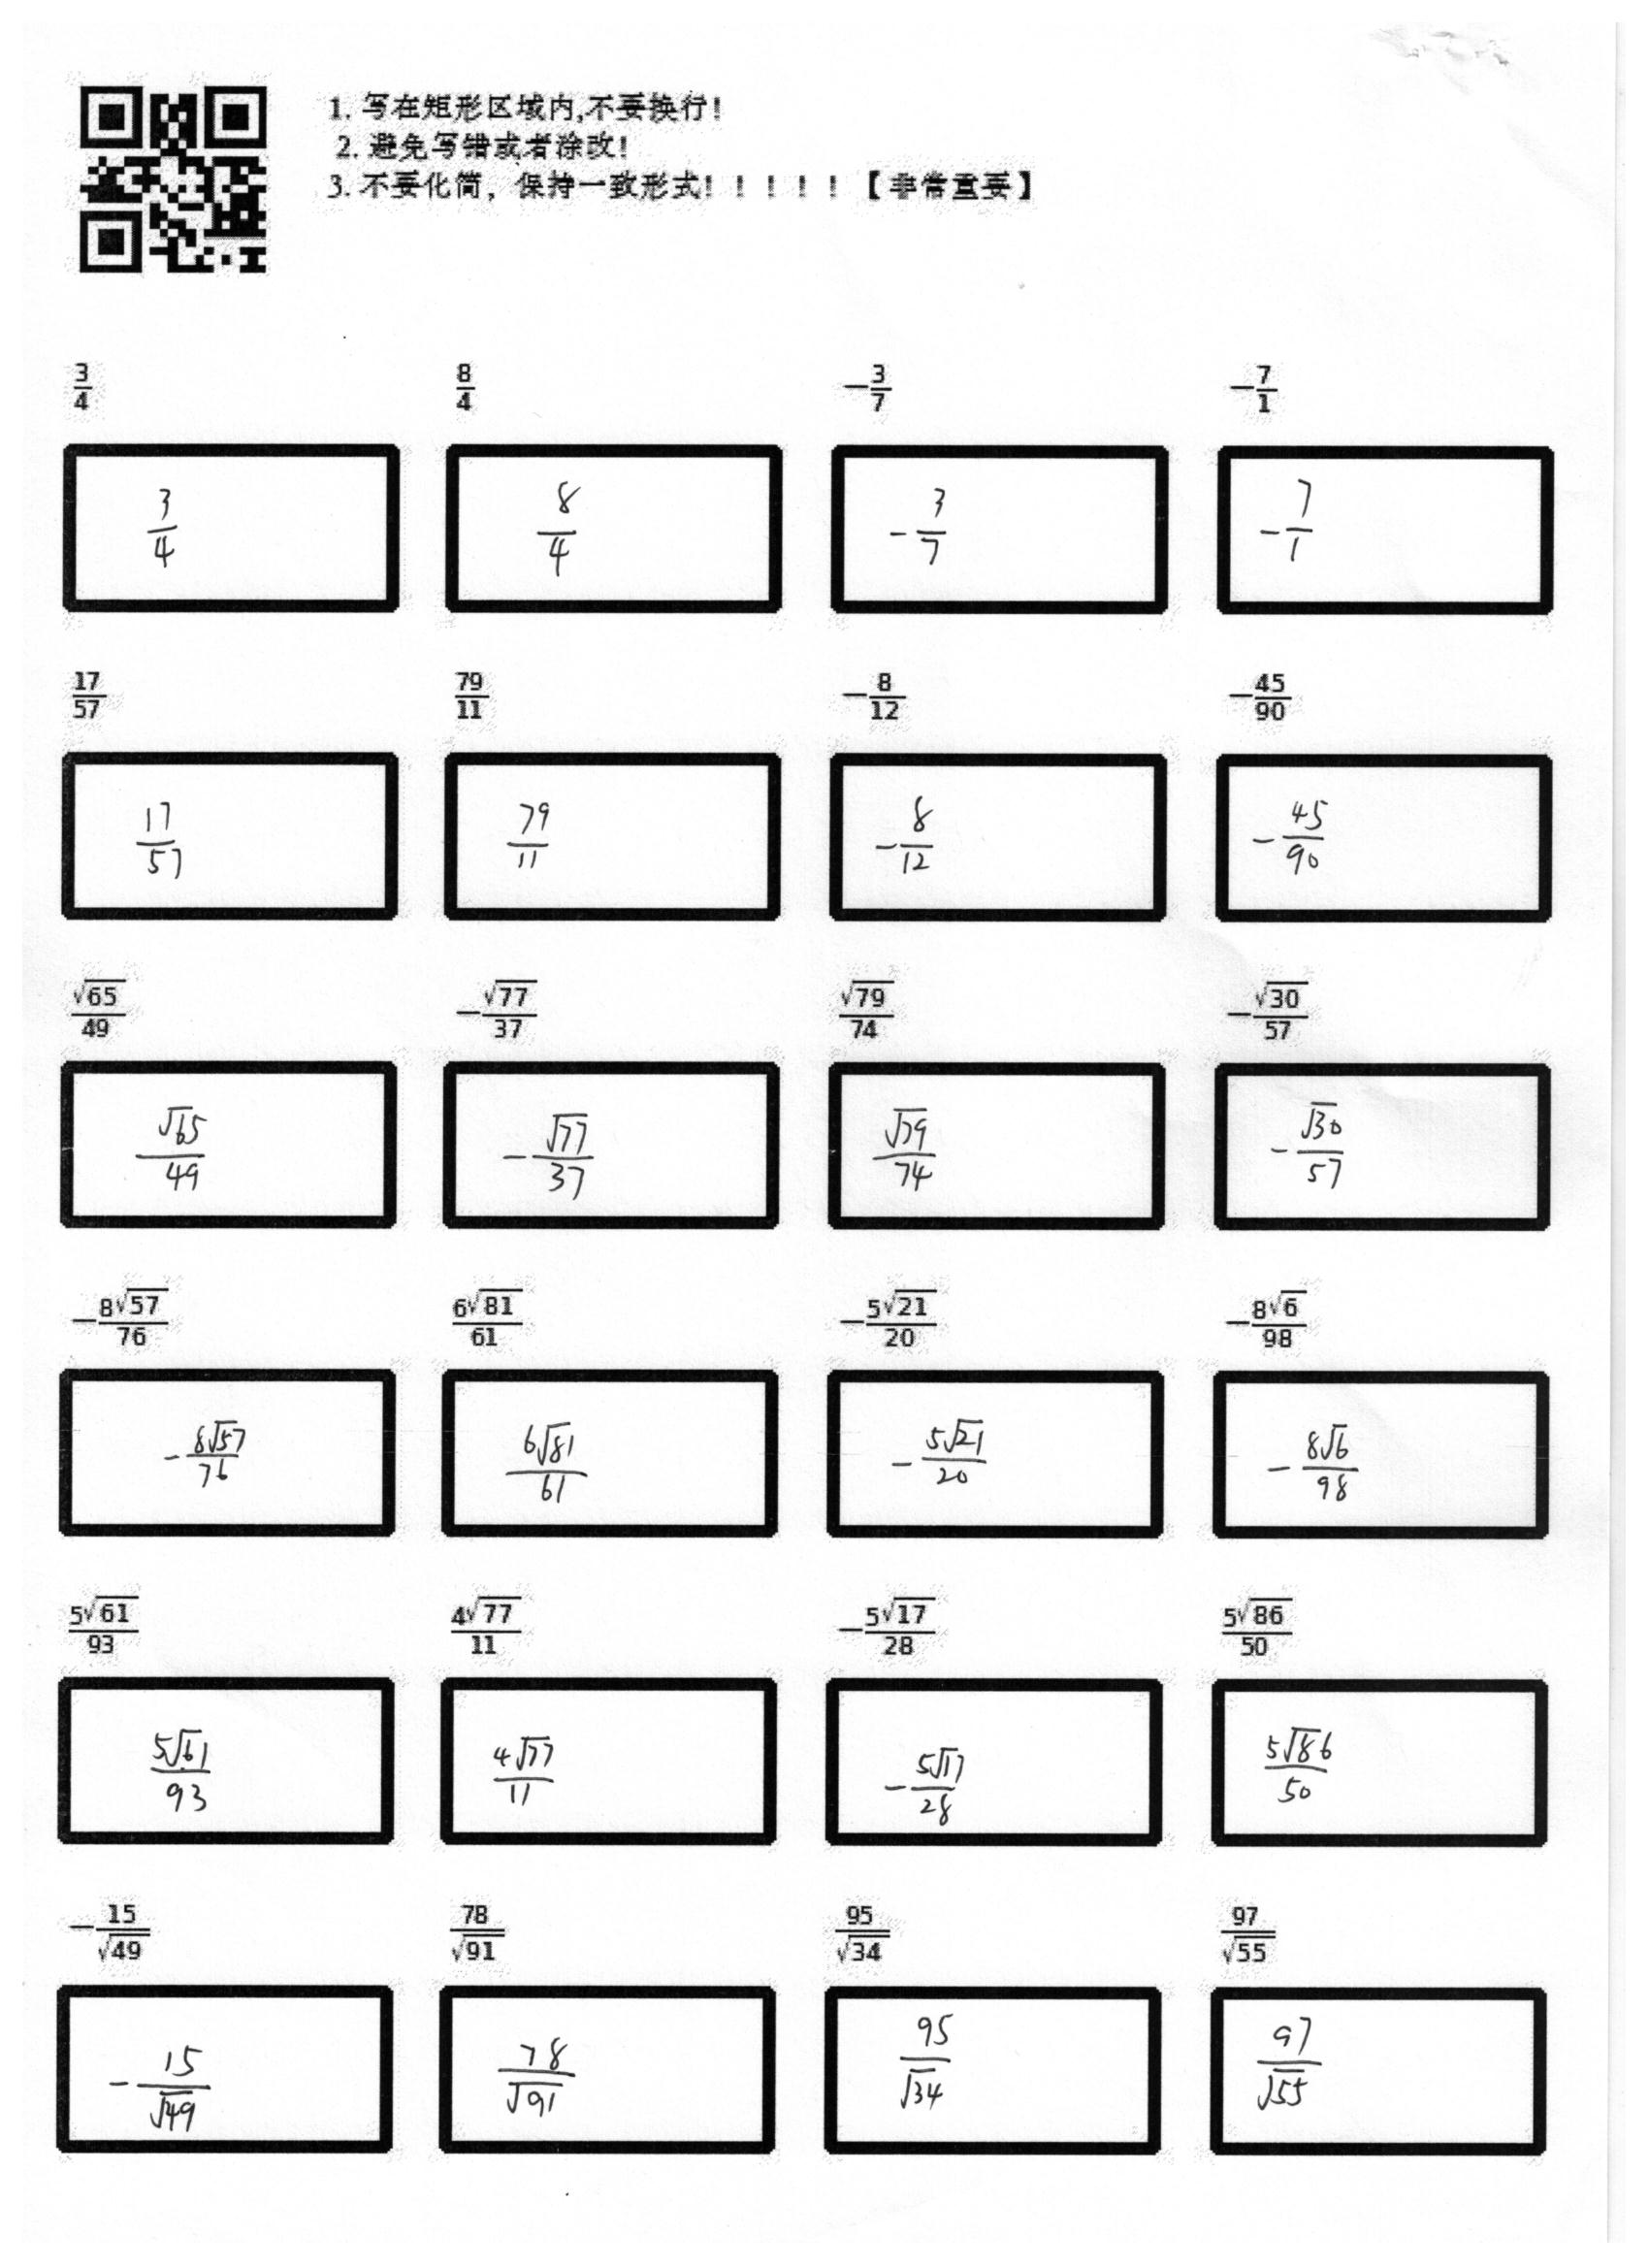 1. 写在矩形区域内,不要换行!
2. 避免写错或者涂改!
3. 不要化简，保持一致形式！！！！！【非常重要】
$\frac{3}{4}$ $\frac{8}{4}$ $-\frac{3}{7}$ $-\frac{7}{1}$
$\frac{3}{4}$ $\frac{8}{4}$ $-\frac{3}{7}$ $-\frac{7}{1}$
$\frac{17}{57}$ $\frac{79}{11}$ $-\frac{8}{12}$ $-\frac{45}{90}$
$\frac{17}{57}$ $\frac{79}{11}$ $-\frac{8}{12}$ $-\frac{45}{90}$
$\frac{\sqrt{65}}{49}$ $-\frac{\sqrt{77}}{37}$ $\frac{\sqrt{79}}{74}$ $-\frac{\sqrt{30}}{57}$
$\frac{\sqrt{65}}{49}$ $-\frac{\sqrt{77}}{37}$ $\frac{\sqrt{79}}{74}$ $-\frac{\sqrt{30}}{57}$
$-\frac{8\sqrt{57}}{76}$ $\frac{6\sqrt{81}}{61}$ $-\frac{5\sqrt{21}}{20}$ $-\frac{8\sqrt{6}}{98}$
$-\frac{8\sqrt{57}}{76}$ $\frac{6\sqrt{81}}{61}$ $-\frac{5\sqrt{21}}{20}$ $-\frac{8\sqrt{6}}{98}$
$\frac{5\sqrt{61}}{93}$ $\frac{4\sqrt{77}}{11}$ $-\frac{5\sqrt{17}}{28}$ $\frac{5\sqrt{86}}{50}$
$\frac{5\sqrt{61}}{93}$ $\frac{4\sqrt{77}}{11}$ $-\frac{5\sqrt{17}}{28}$ $\frac{5\sqrt{86}}{50}$
$-\frac{15}{\sqrt{49}}$ $\frac{78}{\sqrt{91}}$ $\frac{95}{\sqrt{34}}$ $\frac{97}{\sqrt{55}}$
$-\frac{15}{\sqrt{49}}$ $\frac{78}{\sqrt{91}}$ $\frac{95}{\sqrt{34}}$ $\frac{97}{\sqrt{55}}$